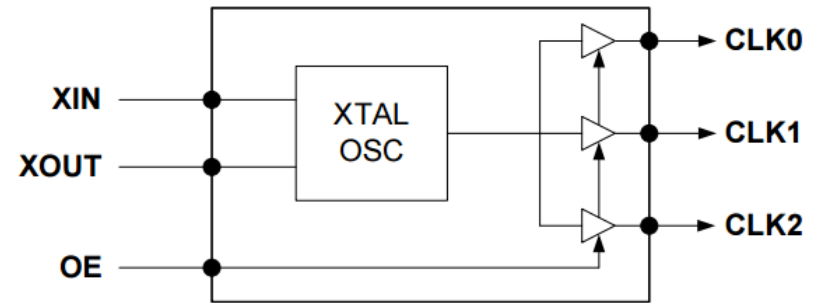 CLK0
XIN
XTAL
OSC
CLK1
XOUT
CLK2
OE